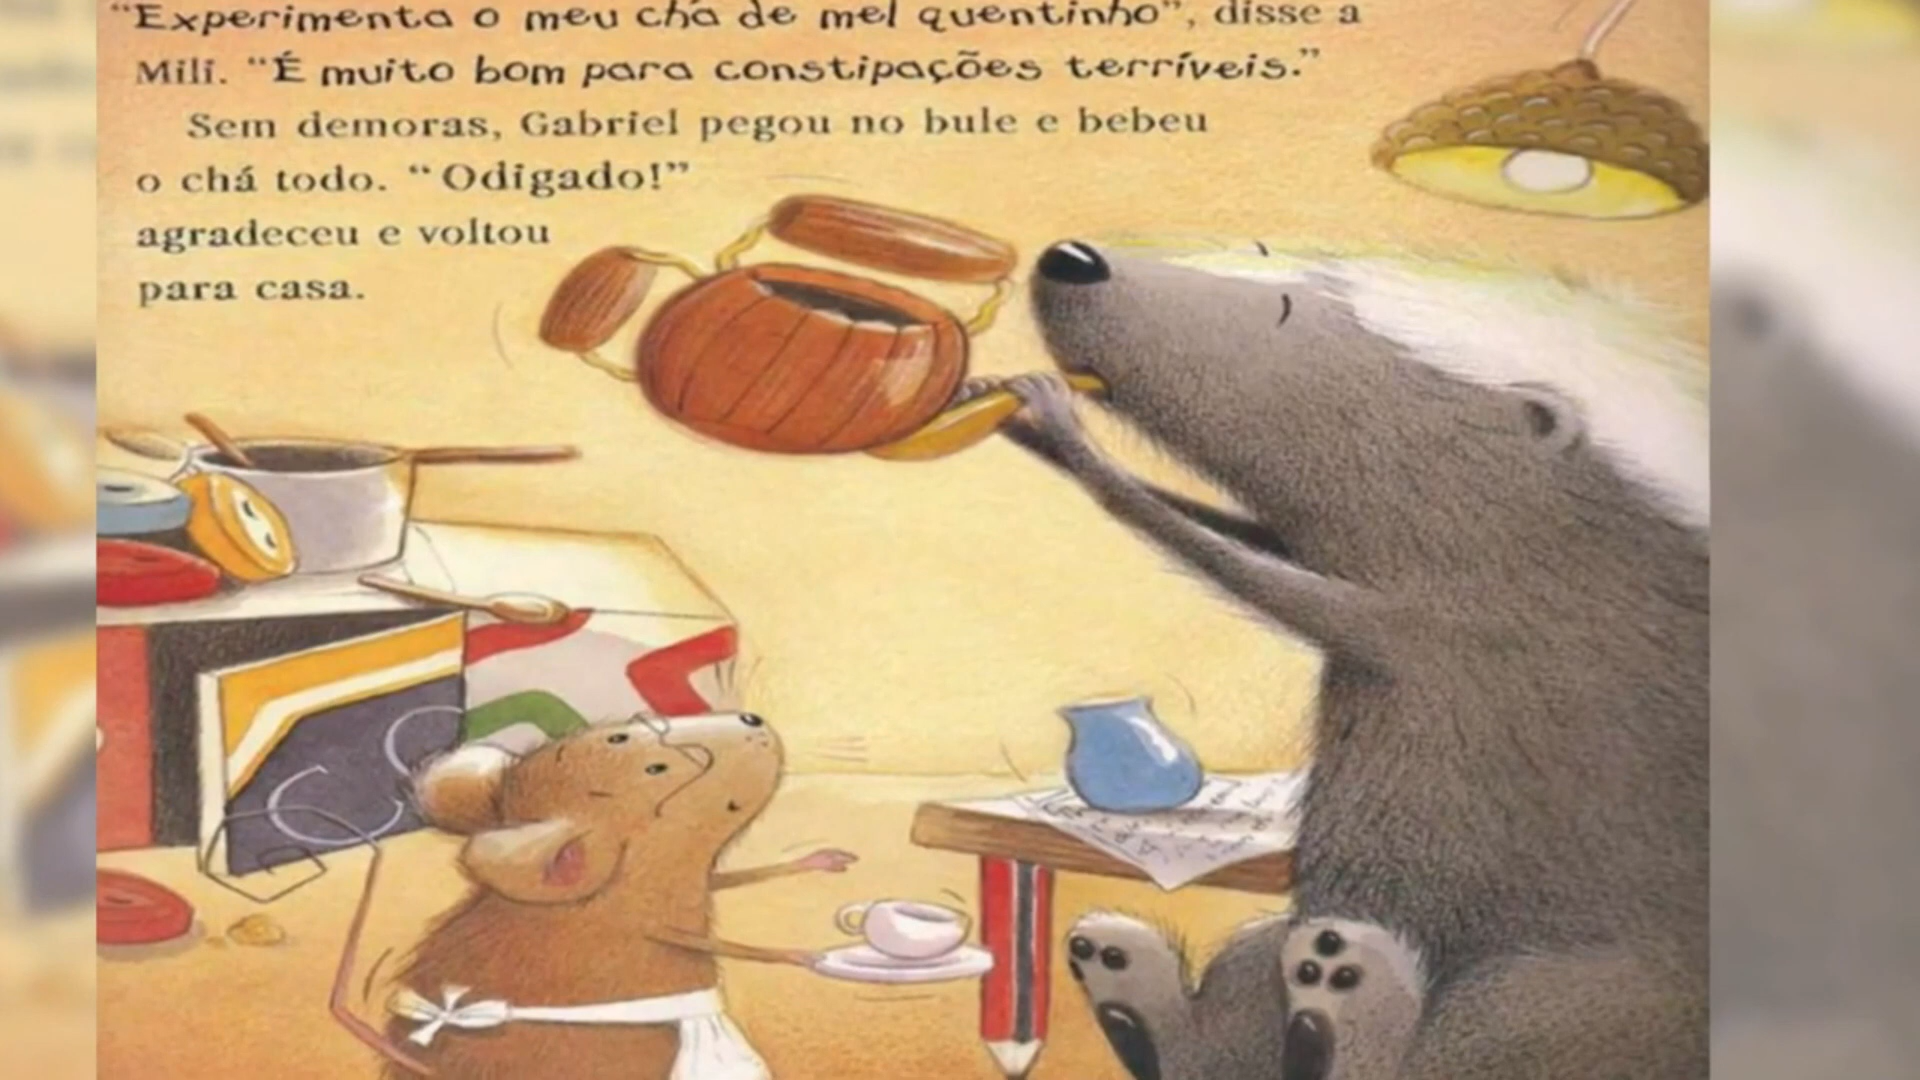 "Experimenta o meu chá de mel quentinho", disse a
Mili. "É muito bom para constipações terríveis."
Sem demoras, Gabriel pegou no bule e bebeu
o chá todo. "Odigado!"
agradeceu e voltou
para casa.